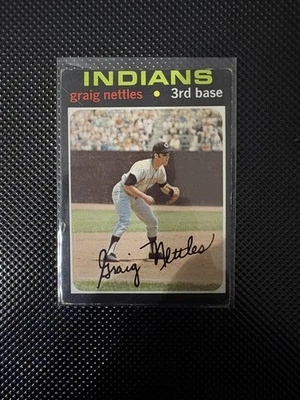 INDIANS
graig nettles • 3rd base
Graig Nettles